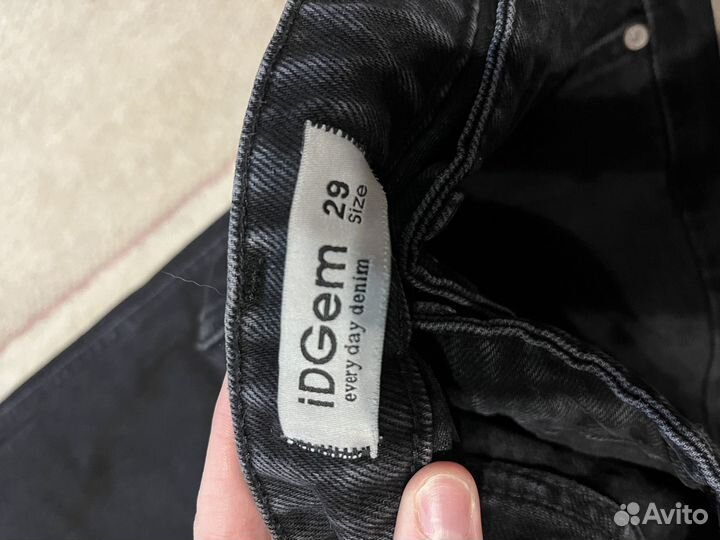 iDGem 29
every day denim Size
Avito